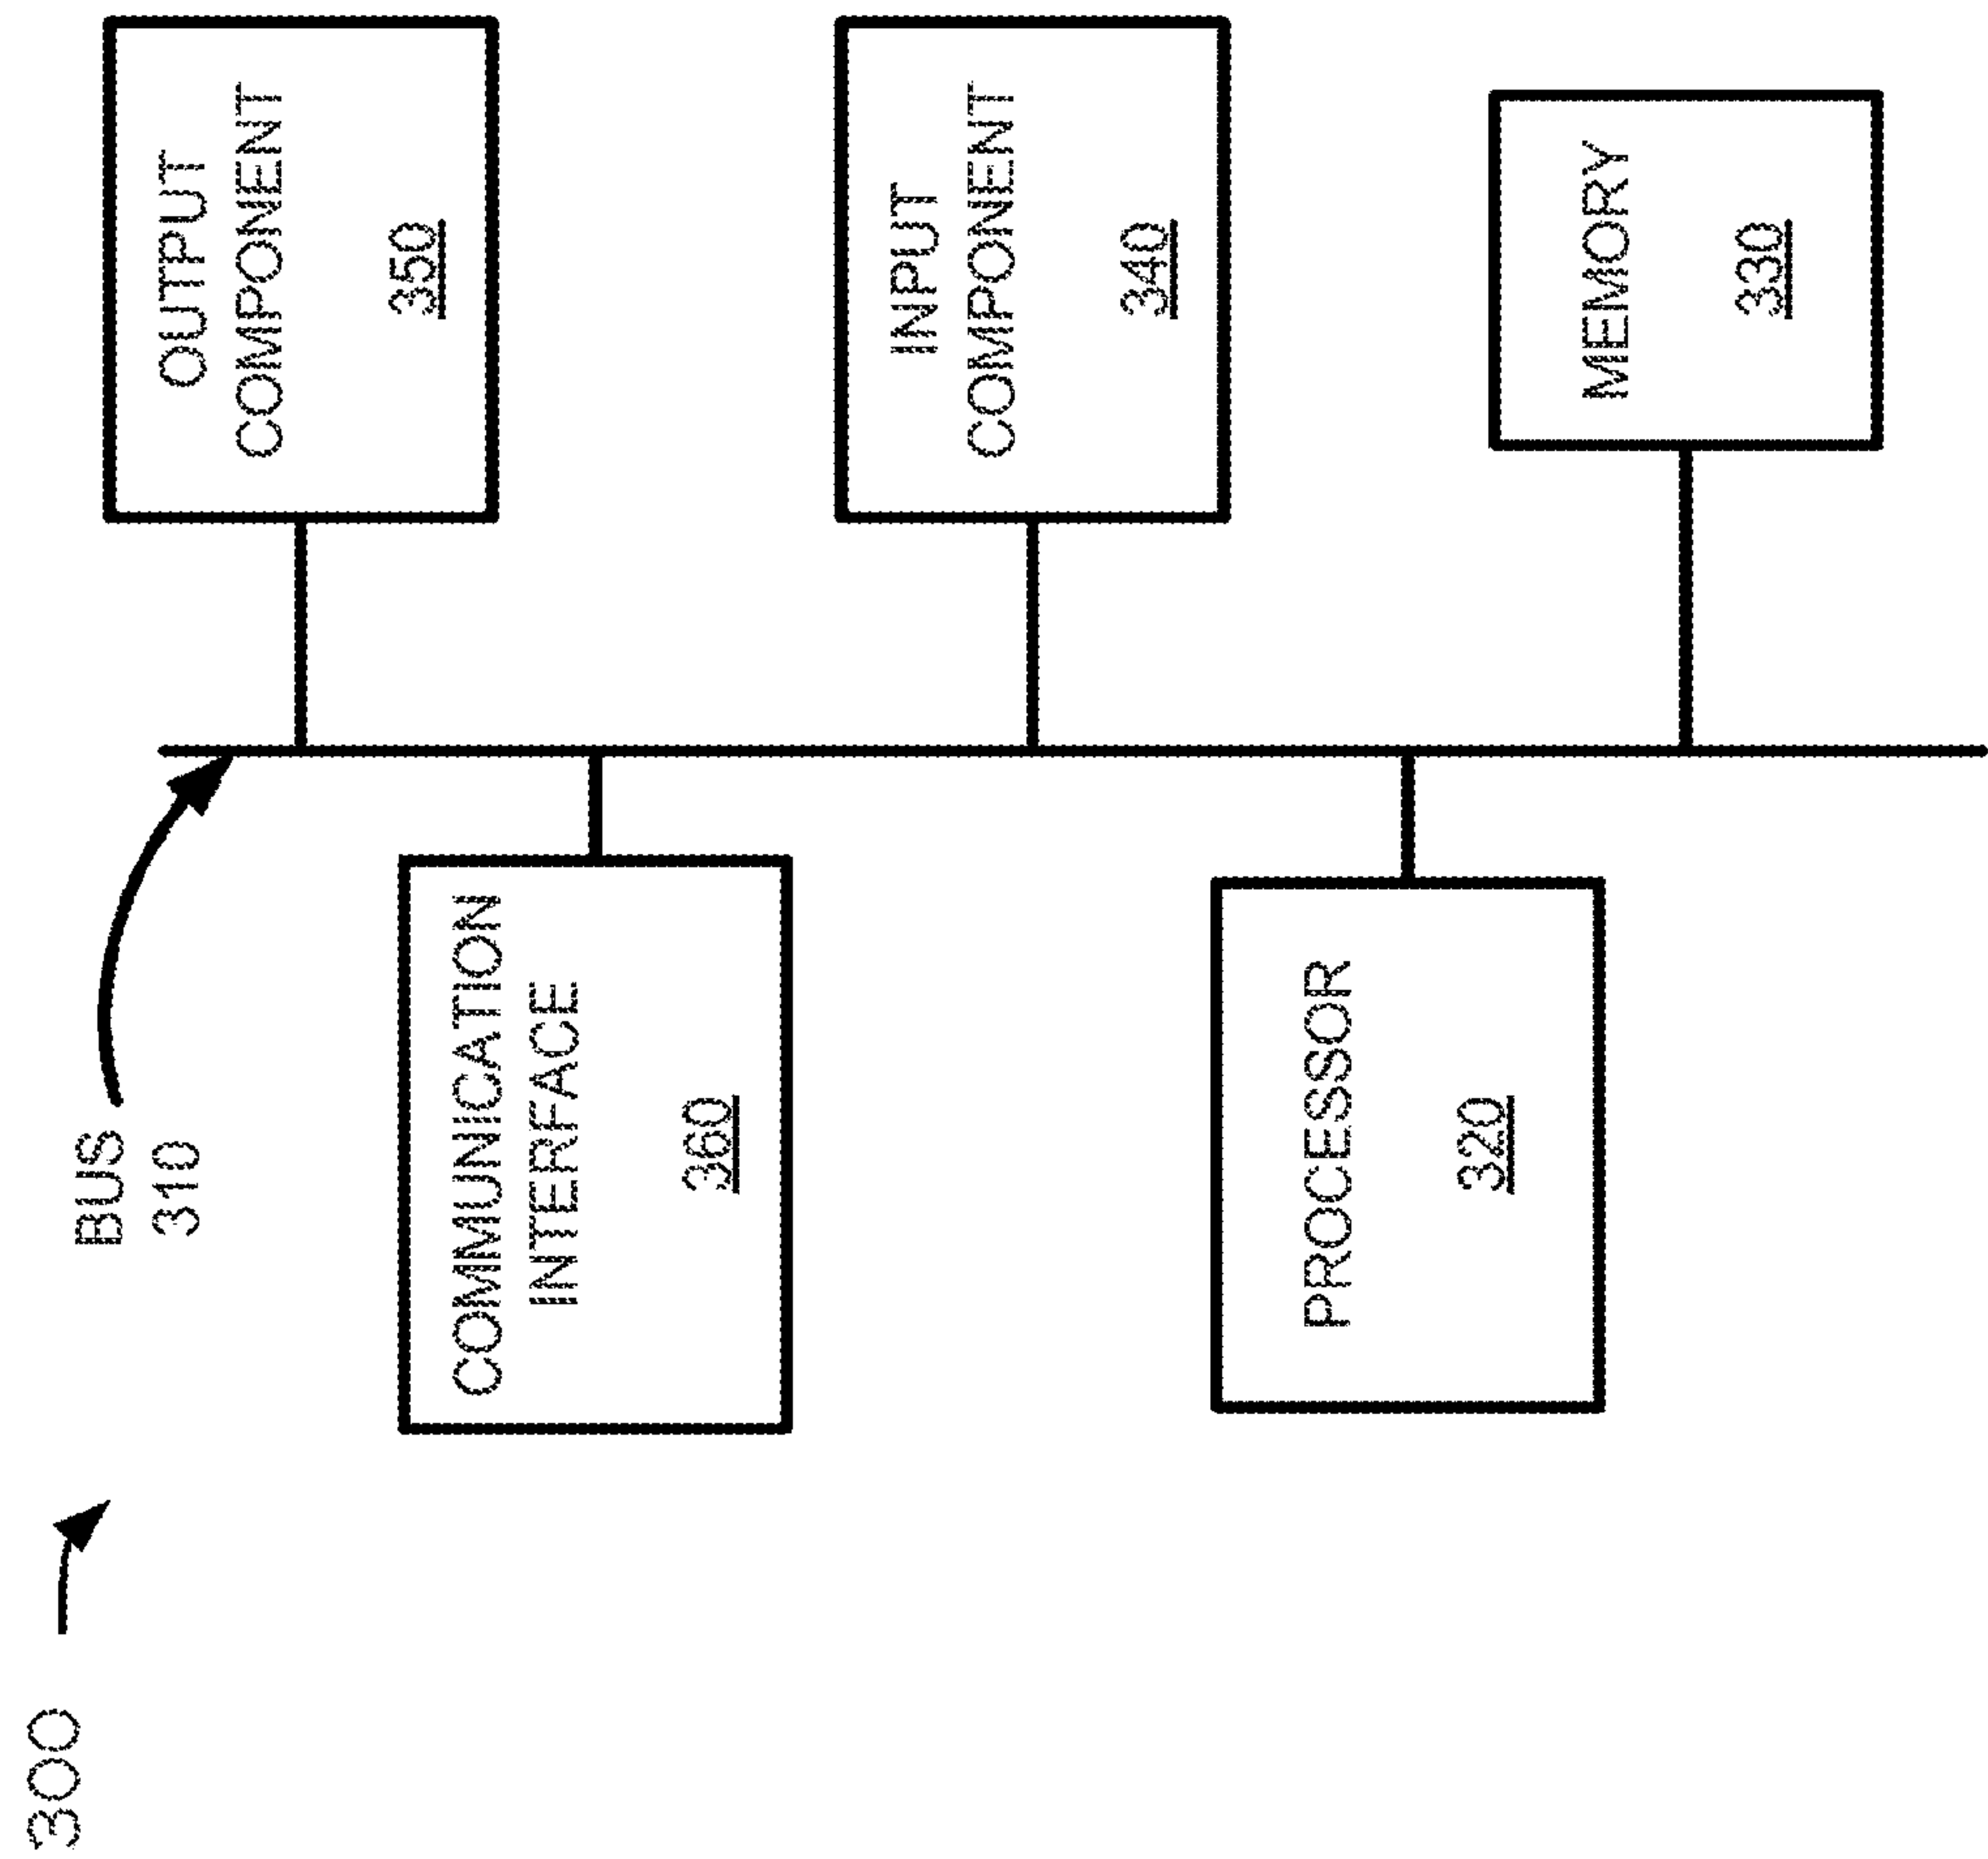 300
BUS
310
OUTPUT
COMPONENT
350
COMMUNICATION
INTERFACE
360
INPUT
COMPONENT
340
PROCESSOR
320
MEMORY
330